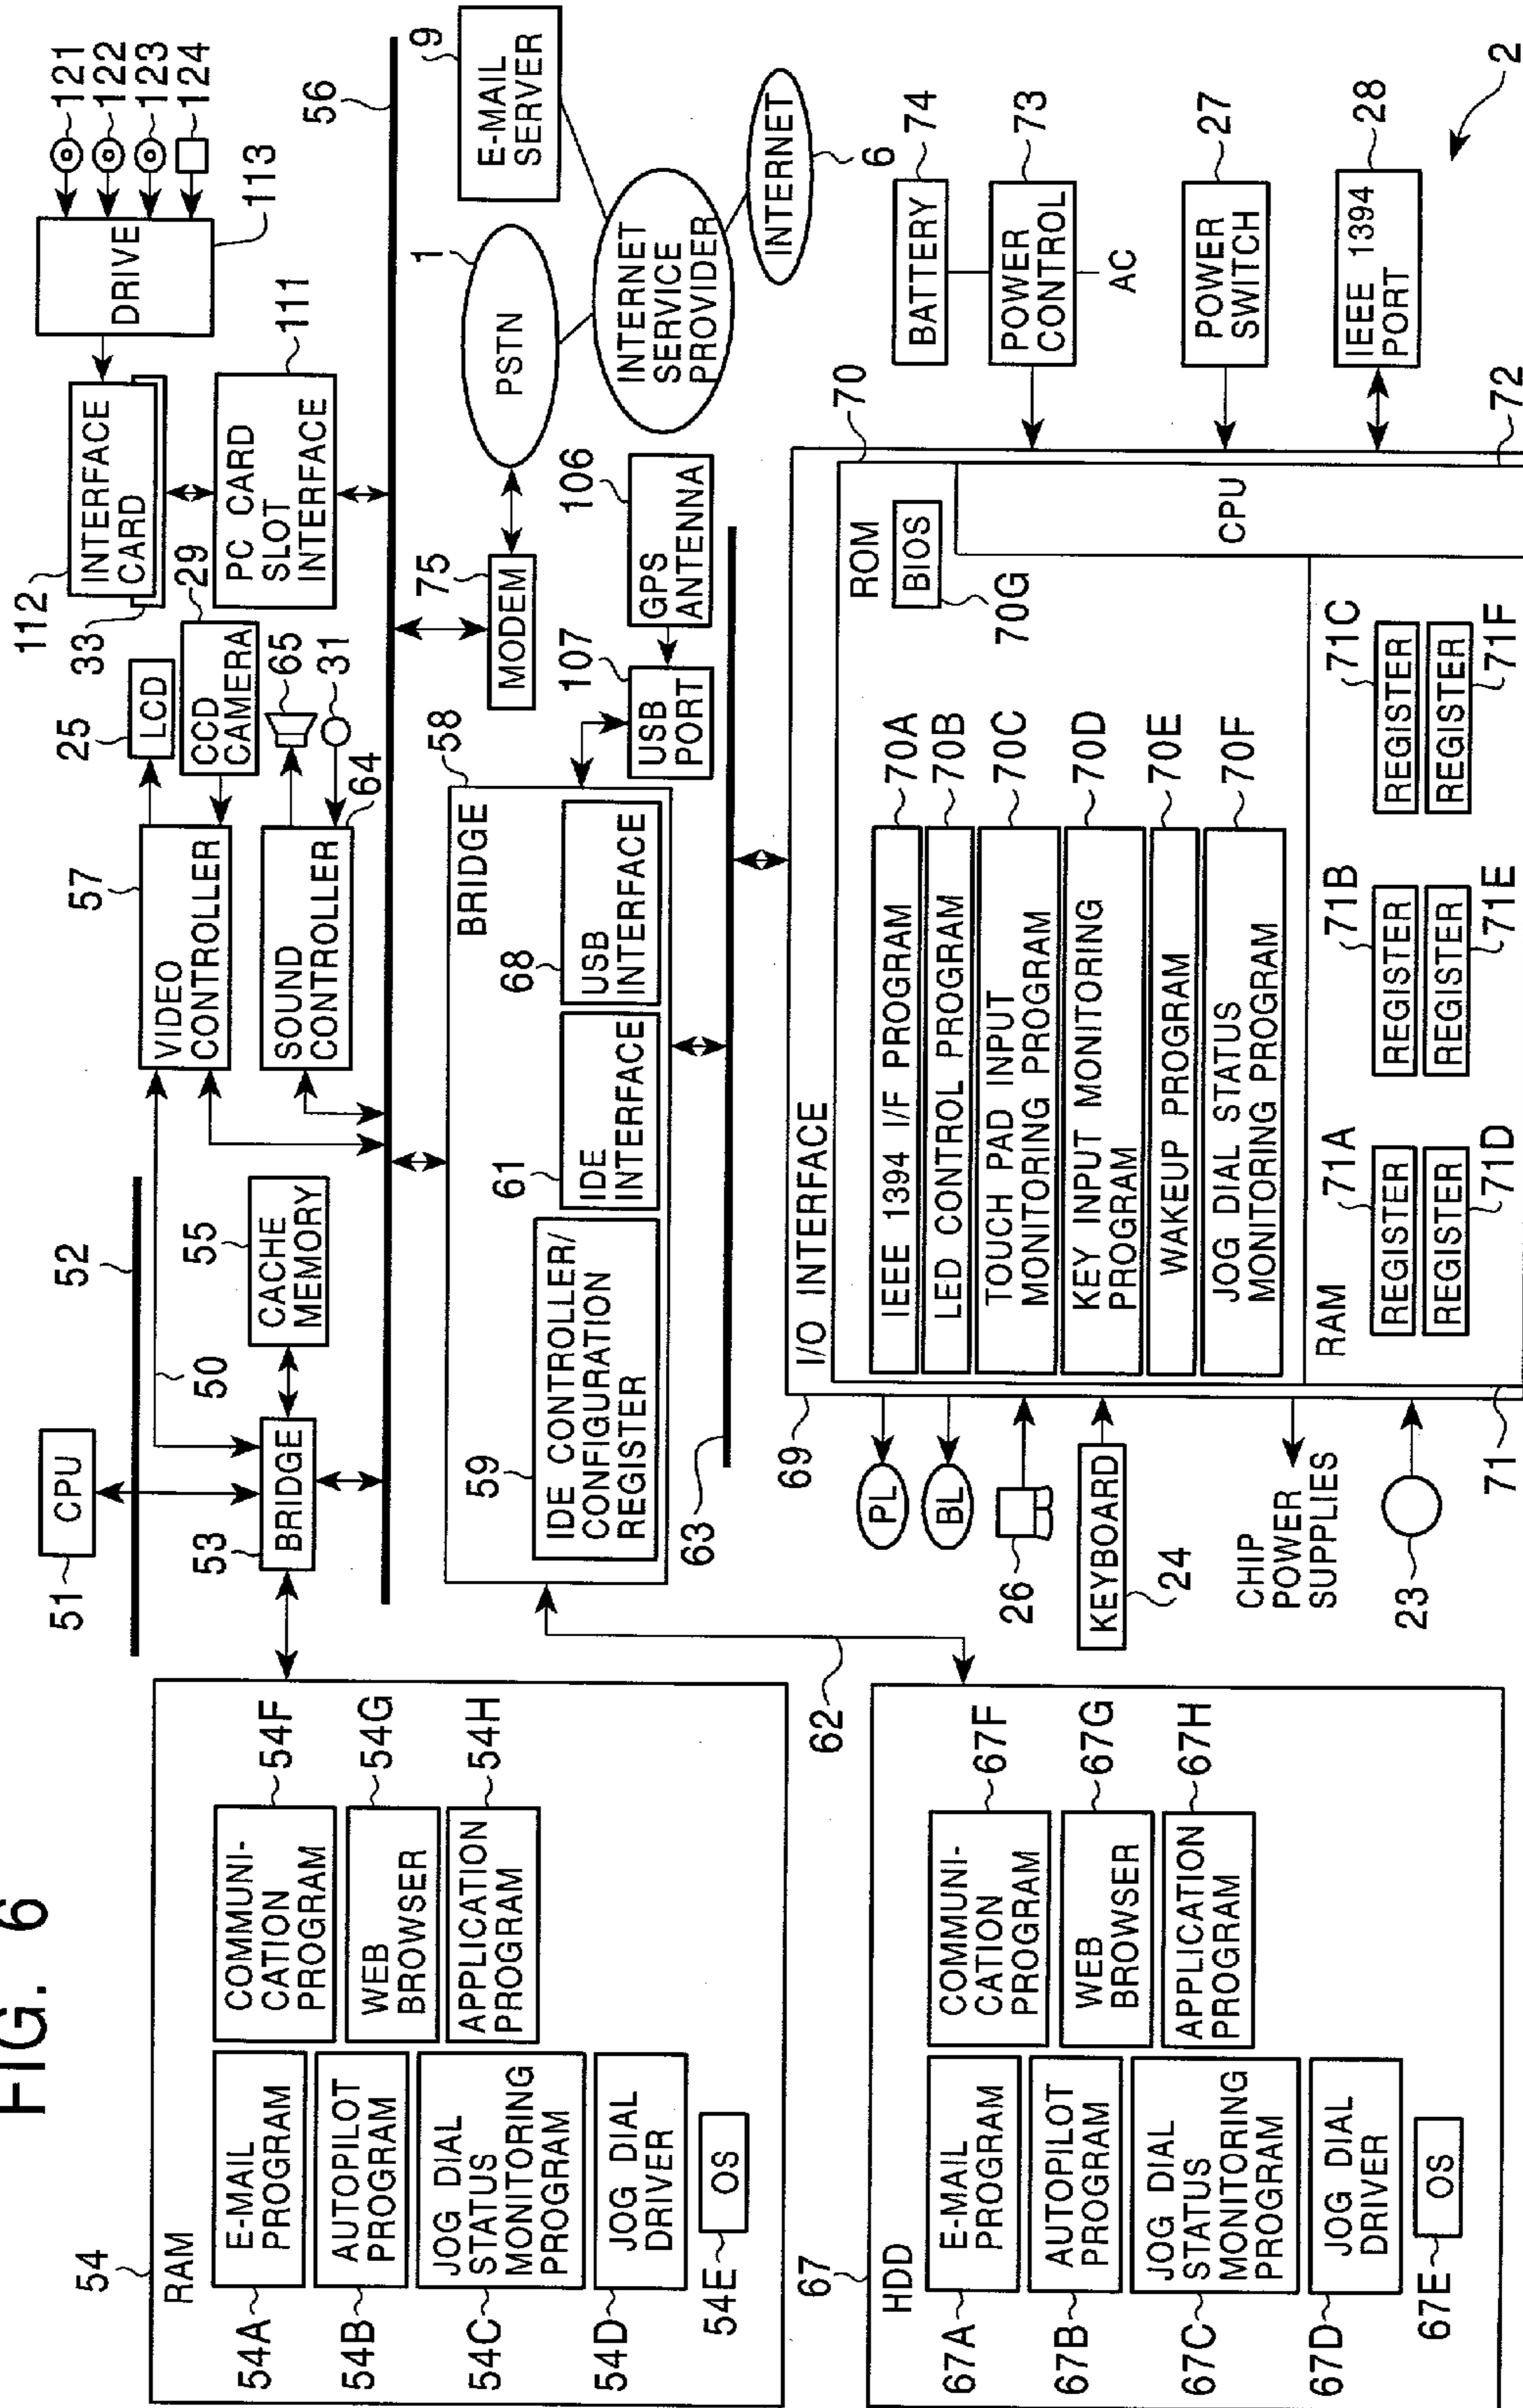 FIG. 6
54
RAM
54A
E-MAIL
PROGRAM
54B
AUTOPILOT
PROGRAM
54C
JOG DIAL
STATUS
MONITORING
PROGRAM
54D
JOG DIAL
DRIVER
54E
OS
COMMUNI-
CATION
PROGRAM
54F
WEB
BROWSER
54G
APPLICATION
PROGRAM
54H
67
HDD
67A
E-MAIL
PROGRAM
67B
AUTOPILOT
PROGRAM
67C
JOG DIAL
STATUS
MONITORING
PROGRAM
67D
JOG DIAL
DRIVER
67E
OS
COMMUNI-
CATION
PROGRAM
67F
WEB
BROWSER
67G
APPLICATION
PROGRAM
67H
62
51
CPU
52
53
BRIDGE
50
55
CACHE
MEMORY
57
VIDEO
CONTROLLER
25
LCD
29
CCD
CAMERA
SOUND
CONTROLLER
64
65
31
112
INTERFACE
CARD
33
PC CARD
SLOT
INTERFACE
111
DRIVE
113
121
122
123
124
56
BRIDGE
58
59
IDE CONTROLLER/
CONFIGURATION
REGISTER
61
IDE
INTERFACE
68
USB
INTERFACE
63
75
MODEM
107
USB
PORT
106
GPS
ANTENNA
1
PSTN
9
E-MAIL
SERVER
INTERNET
SERVICE
PROVIDER
INTERNET
6
69
I/O INTERFACE
PL
BL
26
KEYBOARD
24
CHIP
POWER
SUPPLIES
23
IEEE 1394 I/F PROGRAM
70A
LED CONTROL PROGRAM
70B
TOUCH PAD INPUT
MONITORING PROGRAM
70C
KEY INPUT MONITORING
PROGRAM
70D
WAKEUP PROGRAM
70E
JOG DIAL STATUS
MONITORING PROGRAM
70F
ROM
70
BIOS
70G
CPU
72
RAM
71
71A
REGISTER
REGISTER
71D
71B
REGISTER
REGISTER
71E
71C
REGISTER
REGISTER
71F
BATTERY
74
POWER
CONTROL
73
AC
POWER
SWITCH
27
IEEE 1394
PORT
28
2